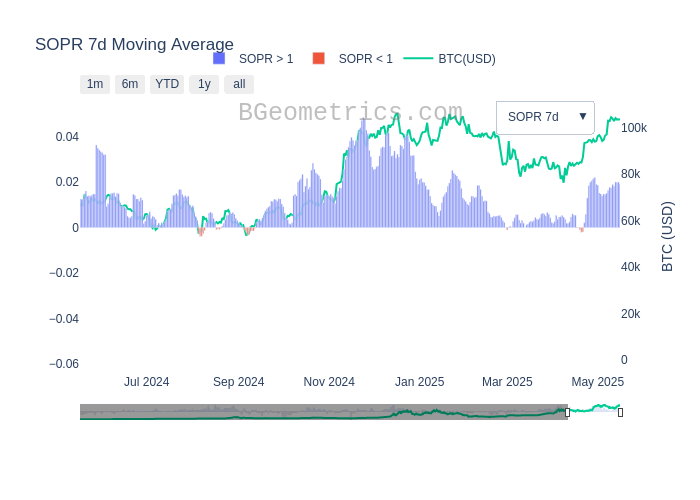 SOPR 7d Moving Average
SOPR > 1
SOPR < 1
BTC(USD)
1m
6m
YTD
1y
all
BGeometrics.com
SOPR 7d ▼
0.04
0.02
0
−0.02
−0.04
−0.06
100k
80k
60k
40k
20k
0
BTC (USD)
Jul 2024
Sep 2024
Nov 2024
Jan 2025
Mar 2025
May 2025